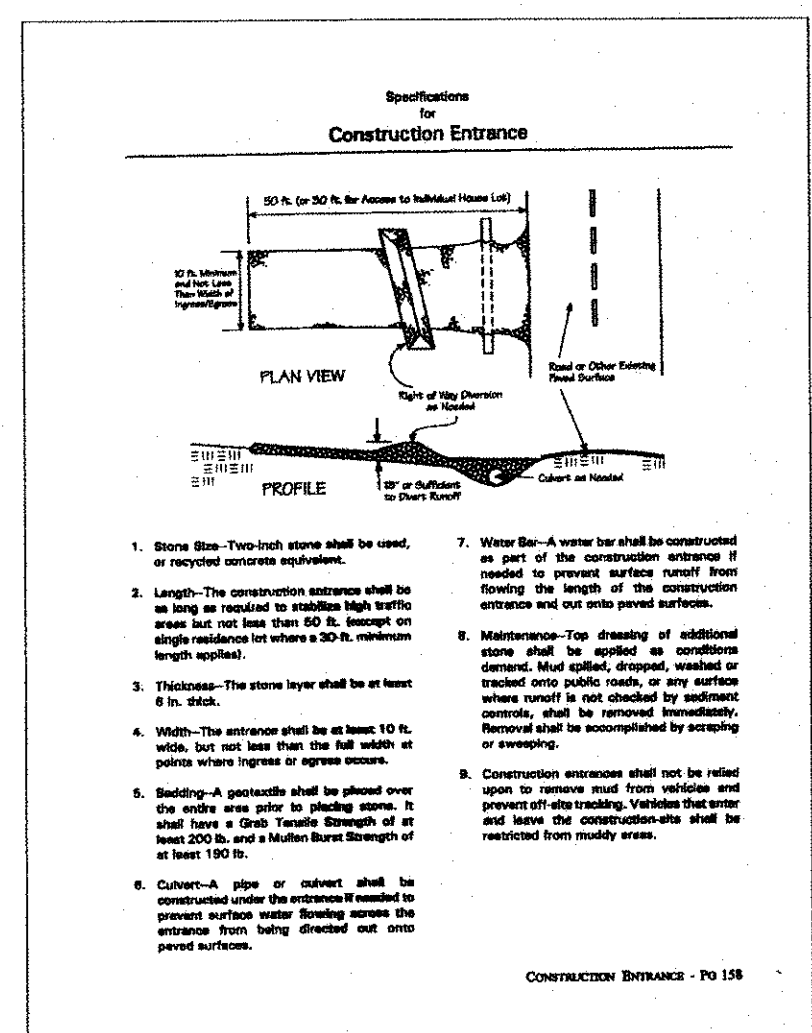 Specifications
for
Construction Entrance
50 ft. (or 30 ft. for Access to Individual House Lot)
10 ft. Minimum
and Not Less
Than Width of
Ingress/Egress
PLAN VIEW
Right of Way Diversion
as Needed
Road or Other Existing
Paved Surface
PROFILE
18" or Sufficient
to Divert Runoff
Culvert as Needed
1. Stone Size--Two-inch stone shall be used,
or recycled concrete equivalent.
2. Length--The construction entrance shall be
as long as required to stabilize high traffic
areas but not less than 50 ft. (except on
single residence lot where a 30-ft. minimum
length applies).
3. Thickness--The stone layer shall be at least
6 in. thick.
4. Width--The entrance shall be at least 10 ft.
wide, but not less than the full width at
points where ingress or egress occurs.
5. Bedding--A geotextile shall be placed over
the entire area prior to placing stone. It
shall have a Grab Tensile Strength of at
least 200 lb. and a Mullen Burst Strength of
at least 190 lb.
6. Culvert--A pipe or culvert shall be
constructed under the entrance if needed to
prevent surface water flowing across the
entrance from being directed out onto
paved surfaces.
7. Water Bar--A water bar shall be constructed
as part of the construction entrance if
needed to prevent surface runoff from
flowing the length of the construction
entrance and out onto paved surfaces.
8. Maintenance--Top dressing of additional
stone shall be applied as conditions
demand. Mud spilled, dropped, washed or
tracked onto public roads, or any surface
where runoff is not checked by sediment
controls, shall be removed immediately.
Removal shall be accomplished by scraping
or sweeping.
9. Construction entrances shall not be relied
upon to remove mud from vehicles and
prevent off-site tracking. Vehicles that enter
and leave the construction-site shall be
restricted from muddy areas.
CONSTRUCTION ENTRANCE - PG 158